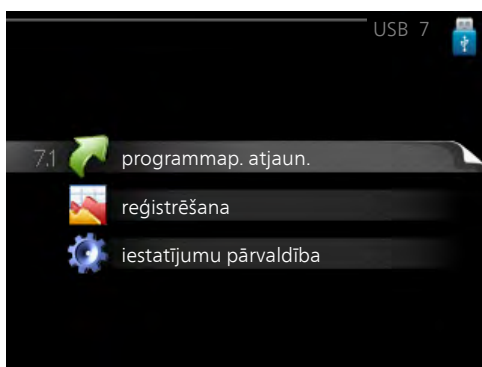 USB 7
7.1 programmap. atjaun.
reģistrēšana
iestatījumu pārvaldība